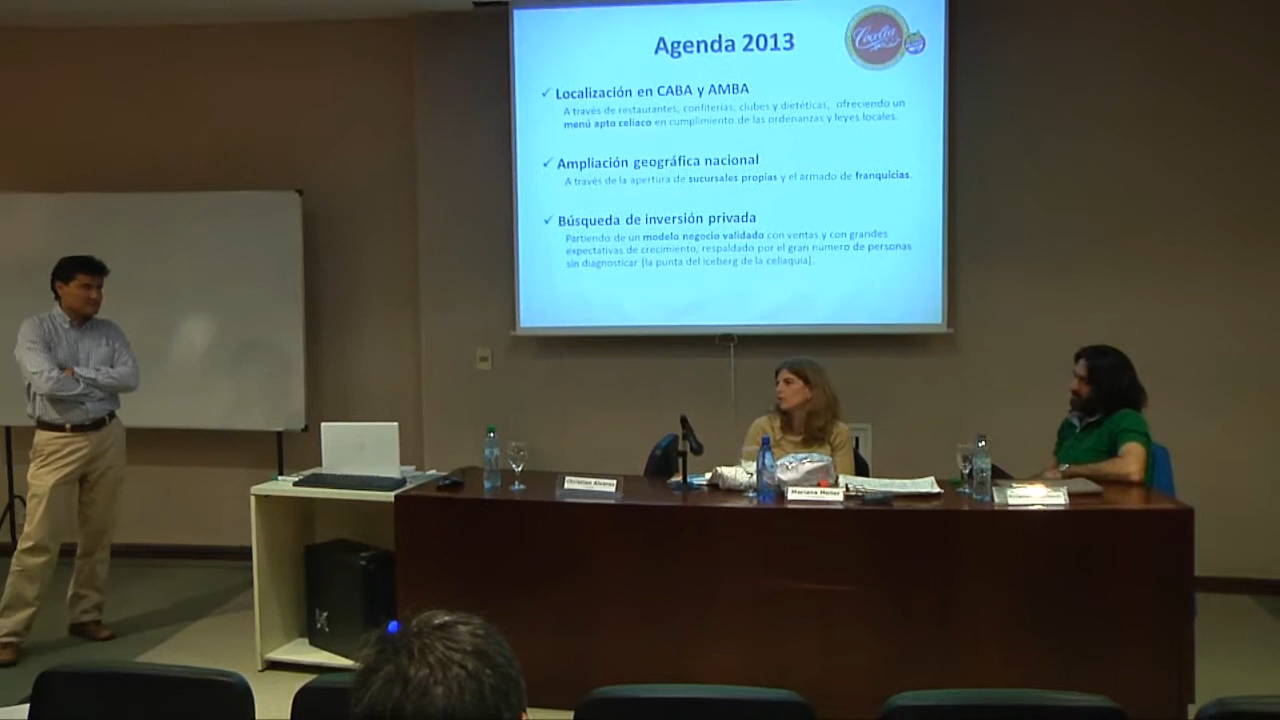 Agenda 2013
✓ Localización en CABA y AMBA
A través de restaurantes, confiterías, clubes y dietéticas, ofreciendo un
menú apto celíaco en cumplimiento de las ordenanzas y leyes locales.
✓ Ampliación geográfica nacional
A través de la apertura de sucursales propias y el armado de franquicias.
✓ Búsqueda de inversión privada
Partiendo de un modelo negocio validado con ventas y con grandes
expectativas de crecimiento, respaldado por el gran número de personas
sin diagnosticar (la punta del iceberg de la celiaquía).
Christian Alvarez
Mariana Meller